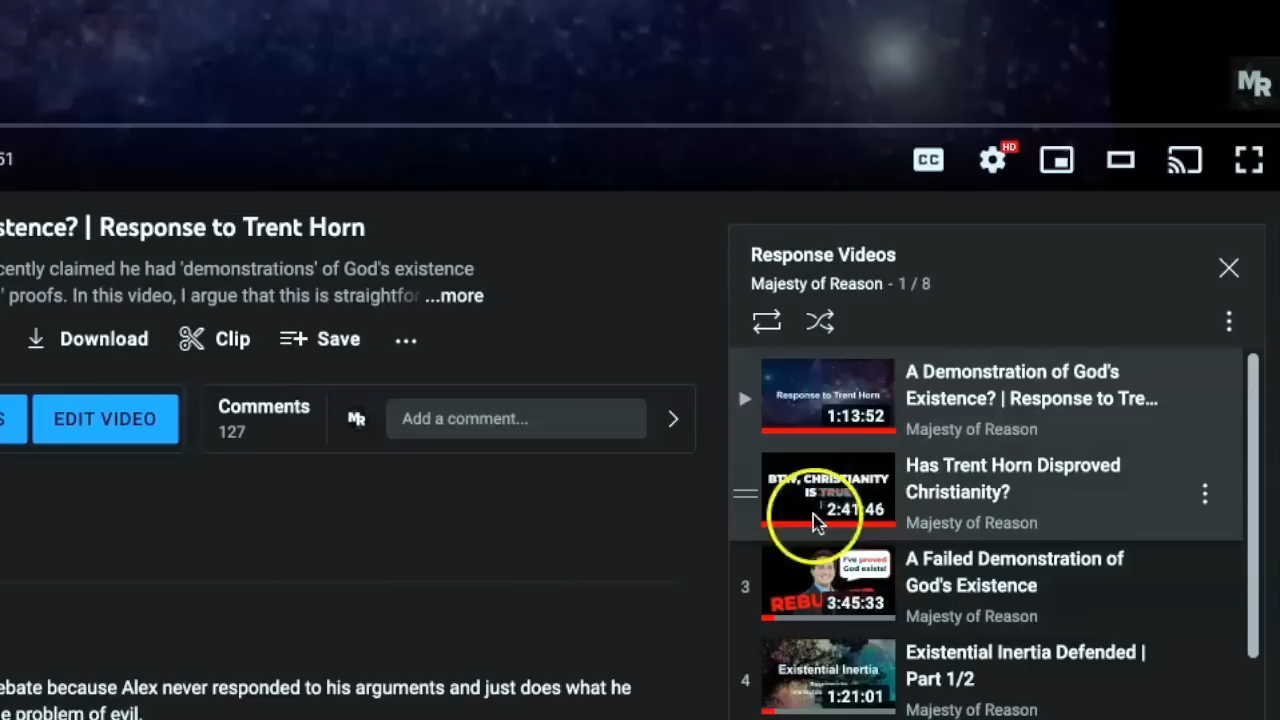 MR
51
CC
HD
stence? | Response to Trent Horn
cently claimed he had 'demonstrations' of God's existence
' proofs. In this video, I argue that this is straightfor ...more
Download
Clip
Save
...
S
EDIT VIDEO
Comments
127
MR
Add a comment...
ebate because Alex never responded to his arguments and just does what he
e problem of evil.
Response Videos
Majesty of Reason - 1 / 8
Response to Trent Horn
1:13:52
A Demonstration of God's
Existence? | Response to Tre...
Majesty of Reason
BTW, CHRISTIANITY
IS TRUE
2:41:46
Has Trent Horn Disproved
Christianity?
Majesty of Reason
3
I've proved
God exists!
REBU
3:45:33
A Failed Demonstration of
God's Existence
Majesty of Reason
4
Existential Inertia
1:21:01
Existential Inertia Defended |
Part 1/2
Majesty of Reason